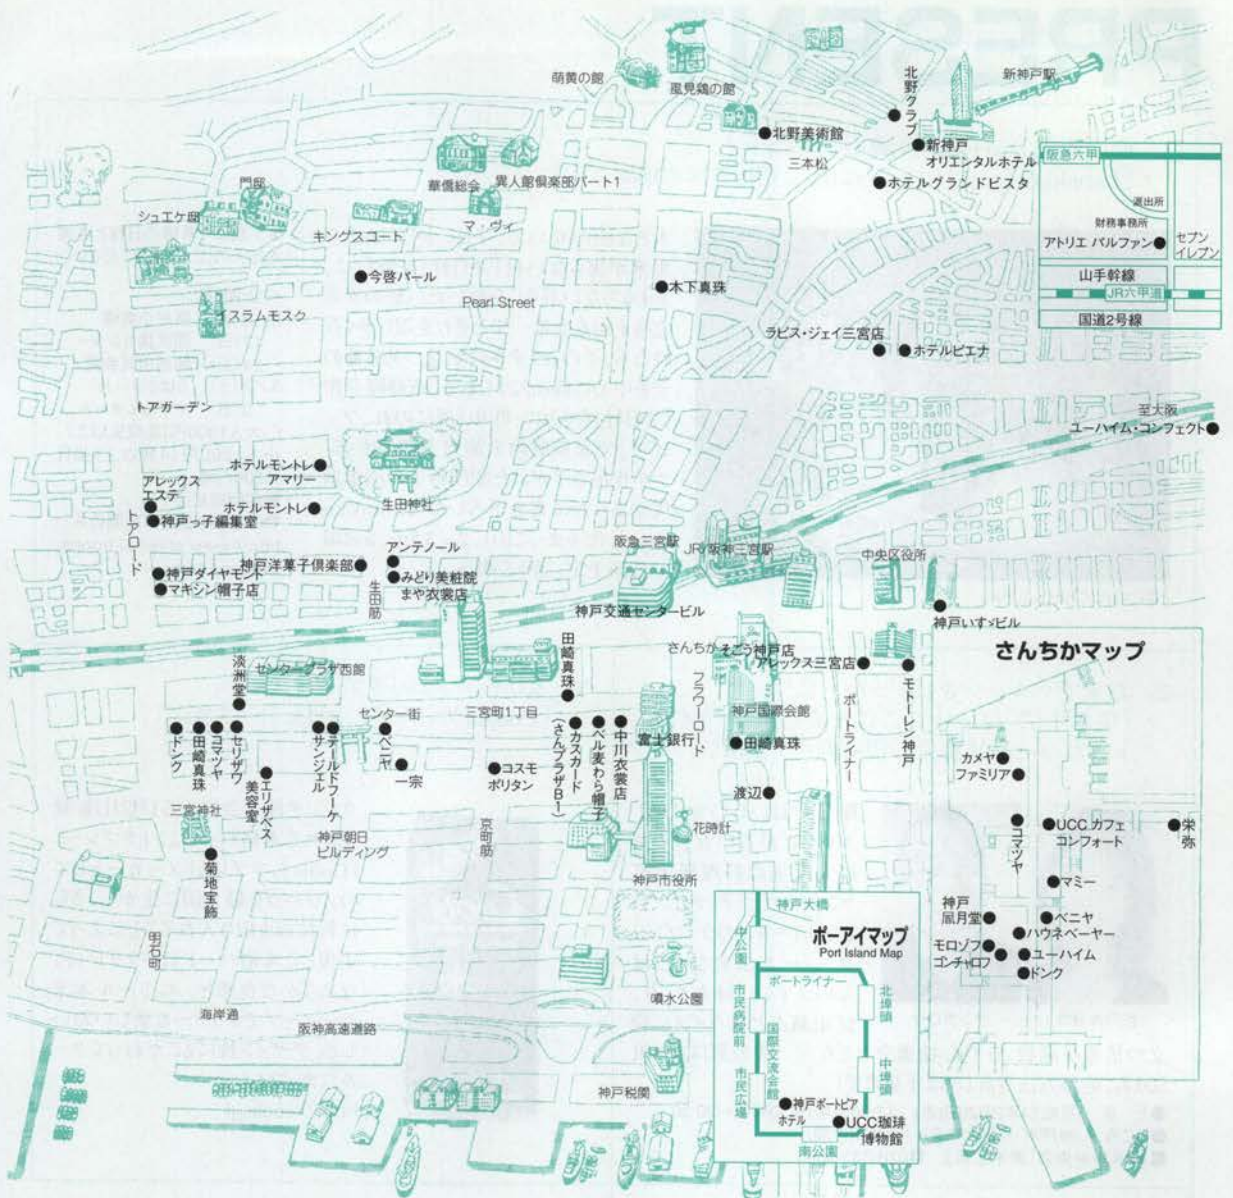 萌黄の館
風見鶏の館
北野美術館
三本松
北野クラブ
新神戸駅
新神戸
オリエンタルホテル
ホテルグランドビスタ
門邸
シュエケ邸
華僑総会
異人館倶楽部パート1
マ・ヴィ
キングスコート
今啓パール
Pearl Street
木下真珠
イスラムモスク
ラピス・ジェイ三宮店
ホテルピエナ
阪急六甲
派出所
財務事務所
アトリエ パルファン
セブン
イレブン
山手幹線
JR六甲道
国道2号線
至大阪
ユーハイム・コンフェクト
トアガーデン
ホテルモントレ
アマリー
ホテルモントレ
アレックス
エステ
神戸っ子編集室
トアロード
神戸ダイヤモンド
マキシン帽子店
生田神社
神戸洋菓子倶楽部
生田筋
アンテノール
みどり美粧院
まや衣裳店
阪急三宮駅
JR/阪神三宮駅
神戸交通センタービル
中央区役所
神戸いすゞビル
さんちか
そごう神戸店
アレックス三宮店
モトーレン神戸
ポートライナー
フラワーロード
神戸国際会館
田崎真珠
渡辺
淡洲堂
センタープラザ西館
センター街
三宮町1丁目
田崎真珠
ドンク
田崎真珠
コマツヤ
セリザワ
エリザベス
美容室
サンジェル
テールドフーケ
ベニヤ
一宗
コスモ
ポリタン
カスカード
(さんプラザB1)
ベル麦わら帽子
中川衣裳店
富士銀行
三宮神社
菊地宝飾
神戸朝日
ビルディング
京町筋
花時計
神戸市役所
明石町
海岸通
阪神高速道路
噴水公園
神戸税関
さんちかマップ
カメヤ
ファミリア
コマツヤ
UCC カフェ
コンフォート
栄弥
マミー
神戸
凮月堂
ベニヤ
ハウネベーヤー
モロゾフ
ゴンチャロフ
ユーハイム
ドンク
神戸大橋
ポーアイマップ
Port Island Map
中公園
ポートライナー
市民病院前
北埠頭
国際交流会館
市民広場
中埠頭
神戸ポートピア
ホテル
UCC珈琲
博物館
南公園